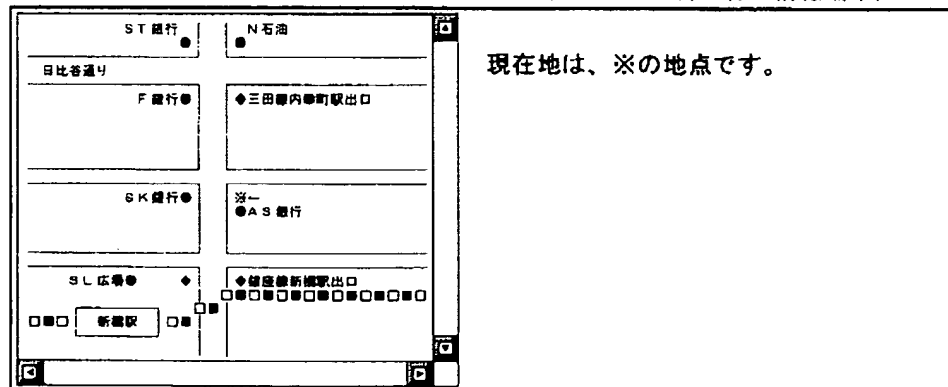 ST銀行
N石油
現在地は、※の地点です。
日比谷通り
F銀行●
◆三田線内幸町駅出口
SK銀行●
※←
●AS銀行
SL広場● ◆
◆銀座線新橋駅出口
新橋駅